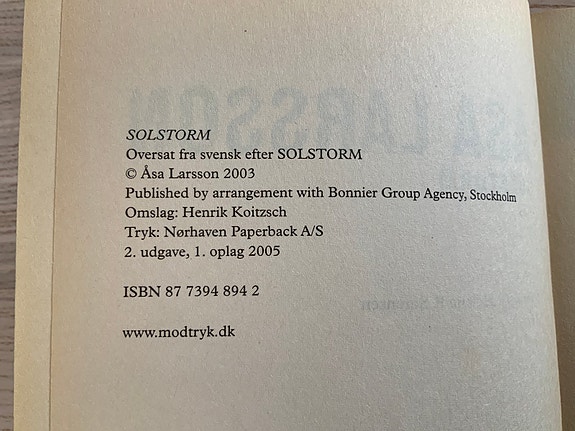 SOLSTORM
Oversat fra svensk efter SOLSTORM
© Åsa Larsson 2003
Published by arrangement with Bonnier Group Agency, Stockholm
Omslag: Henrik Koitzsch
Tryk: Nørhaven Paperback A/S
2. udgave, 1. oplag 2005
ISBN 87 7394 894 2
www.modtryk.dk